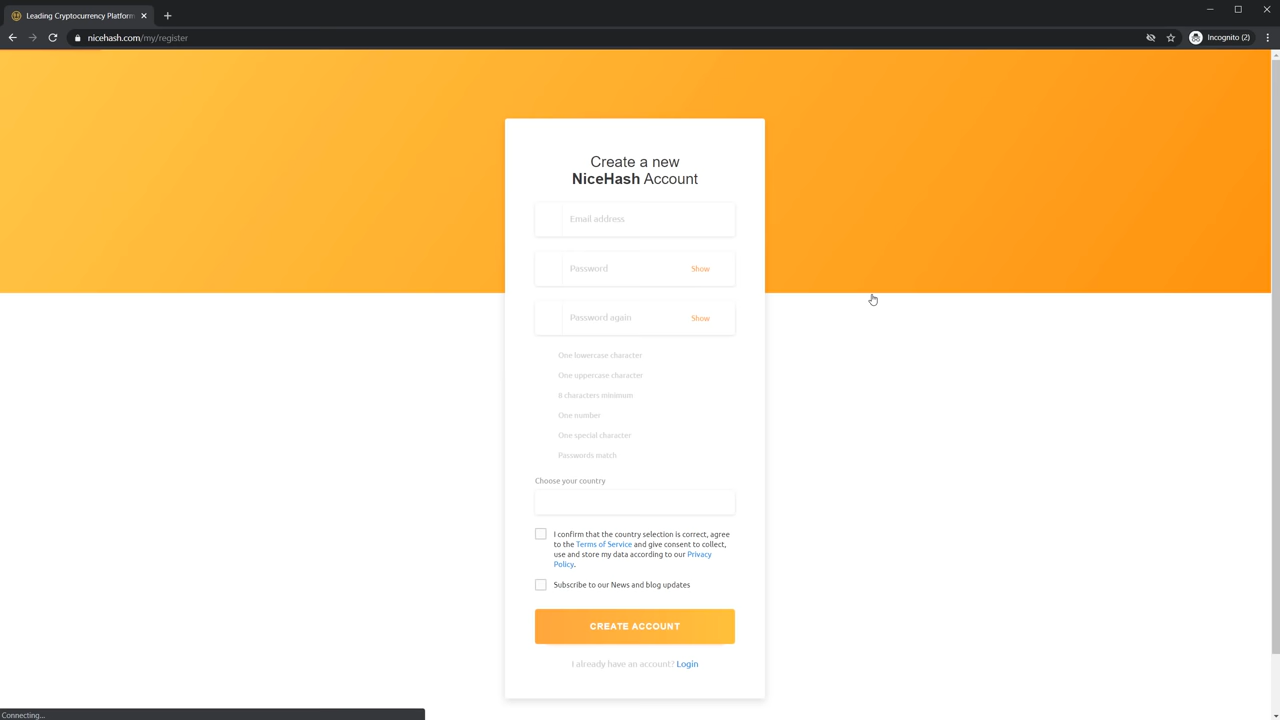 Leading Cryptocurrency Platform
nicehash.com/my/register
Incognito (2)
Create a new
NiceHash Account
Email address
Password
Show
Password again
Show
One lowercase character
One uppercase character
8 characters minimum
One number
One special character
Passwords match
Choose your country
I confirm that the country selection is correct, agree
to the Terms of Service and give consent to collect,
use and store my data according to our Privacy
Policy.
Subscribe to our News and blog updates
CREATE ACCOUNT
I already have an account? Login
Connecting...